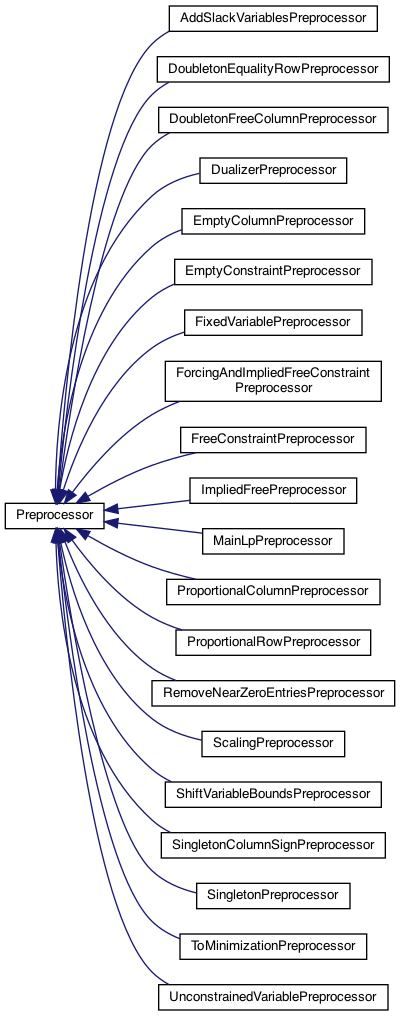 AddSlackVariablesPreprocessor
DoubletonEqualityRowPreprocessor
DoubletonFreeColumnPreprocessor
DualizerPreprocessor
EmptyColumnPreprocessor
EmptyConstraintPreprocessor
FixedVariablePreprocessor
ForcingAndImpliedFreeConstraint
Preprocessor
FreeConstraintPreprocessor
ImpliedFreePreprocessor
Preprocessor
MainLpPreprocessor
ProportionalColumnPreprocessor
ProportionalRowPreprocessor
RemoveNearZeroEntriesPreprocessor
ScalingPreprocessor
ShiftVariableBoundsPreprocessor
SingletonColumnSignPreprocessor
SingletonPreprocessor
ToMinimizationPreprocessor
UnconstrainedVariablePreprocessor